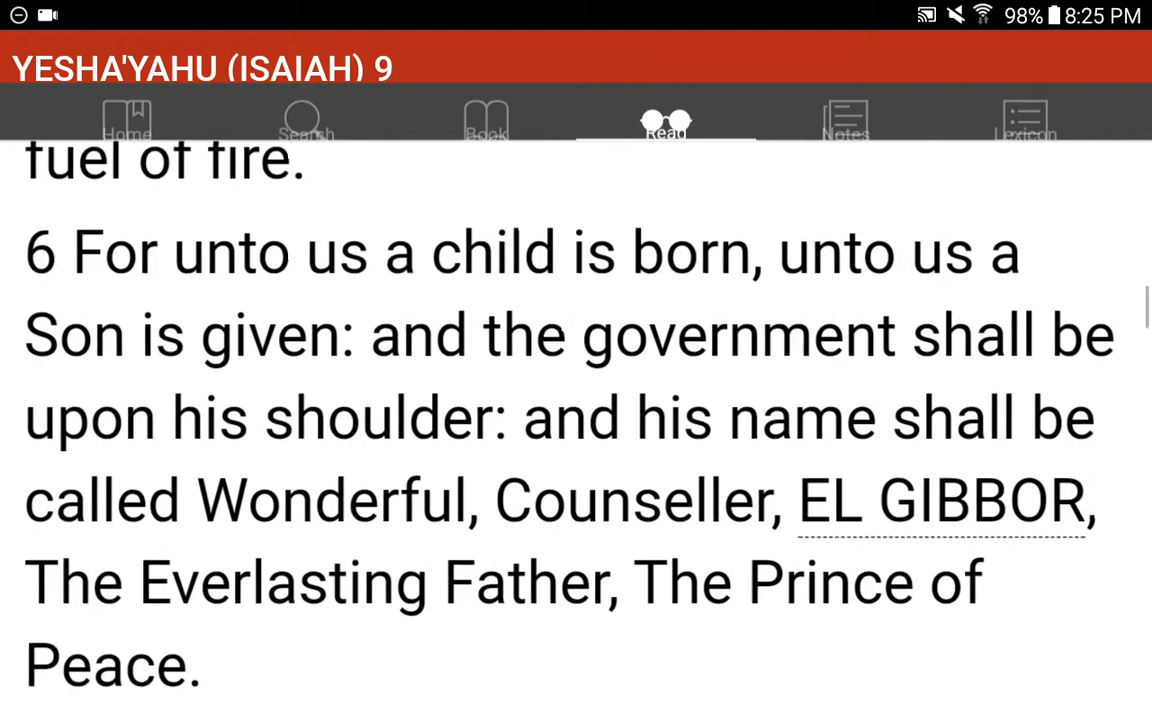 98% 8:25 PM
YESHA'YAHU (ISAIAH) 9
Home Search Book Read Notes Lexicon
fuel of fire.
6 For unto us a child is born, unto us a
Son is given: and the government shall be
upon his shoulder: and his name shall be
called Wonderful, Counseller, EL GIBBOR,
The Everlasting Father, The Prince of
Peace.